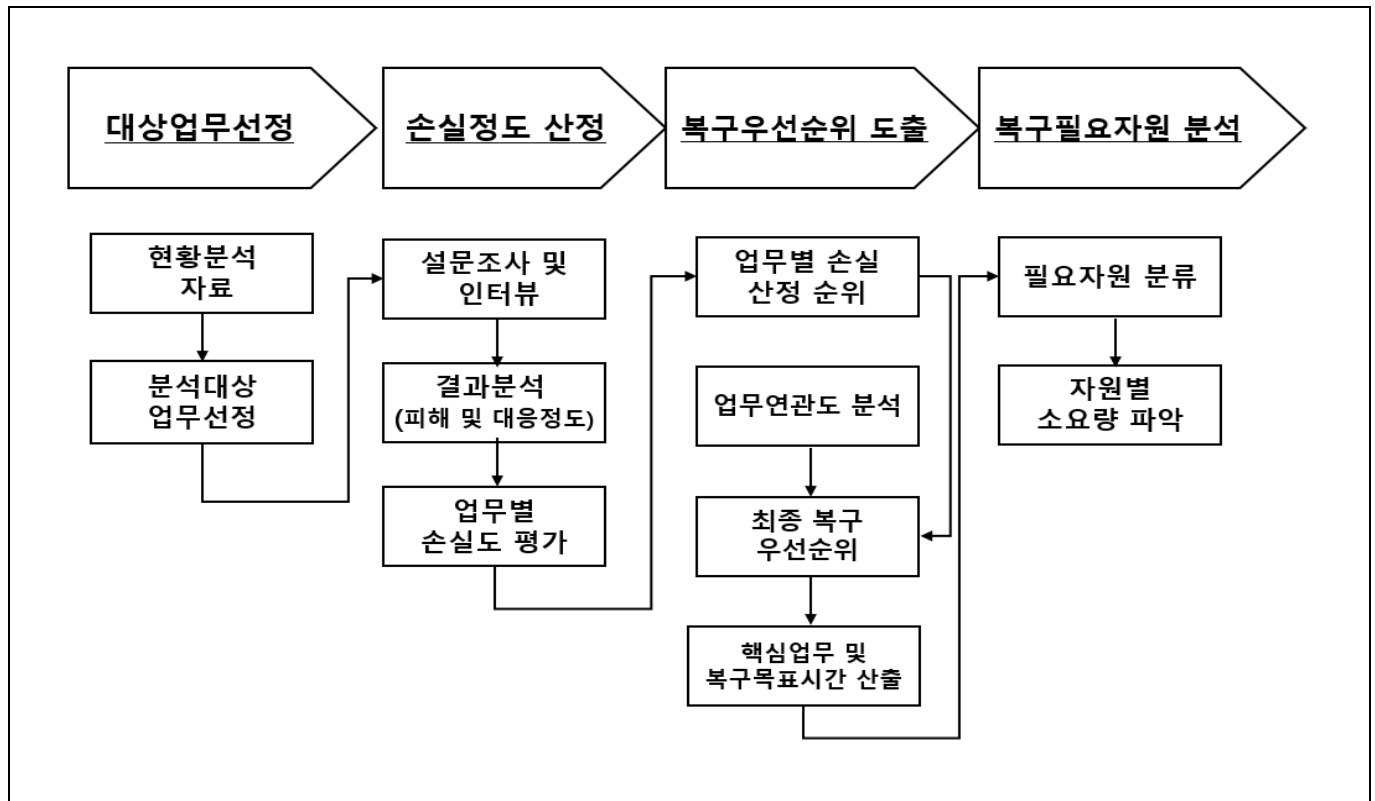 대상업무선정
손실정도 산정
복구우선순위 도출
복구필요자원 분석
현황분석
자료
분석대상
업무선정
설문조사 및
인터뷰
결과분석
(피해 및 대응정도)
업무별
손실도 평가
업무별 손실
산정 순위
업무연관도 분석
최종 복구
우선순위
핵심업무 및
복구목표시간 산출
필요자원 분류
자원별
소요량 파악